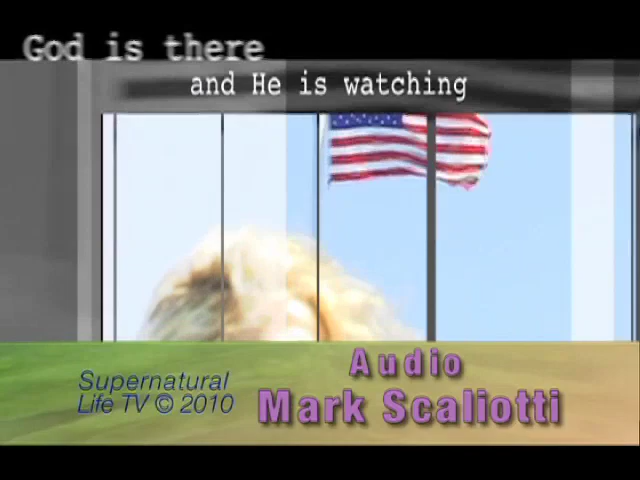 God is there
and He is watching
Audio
Mark Scaliotti
Supernatural
Life TV © 2010